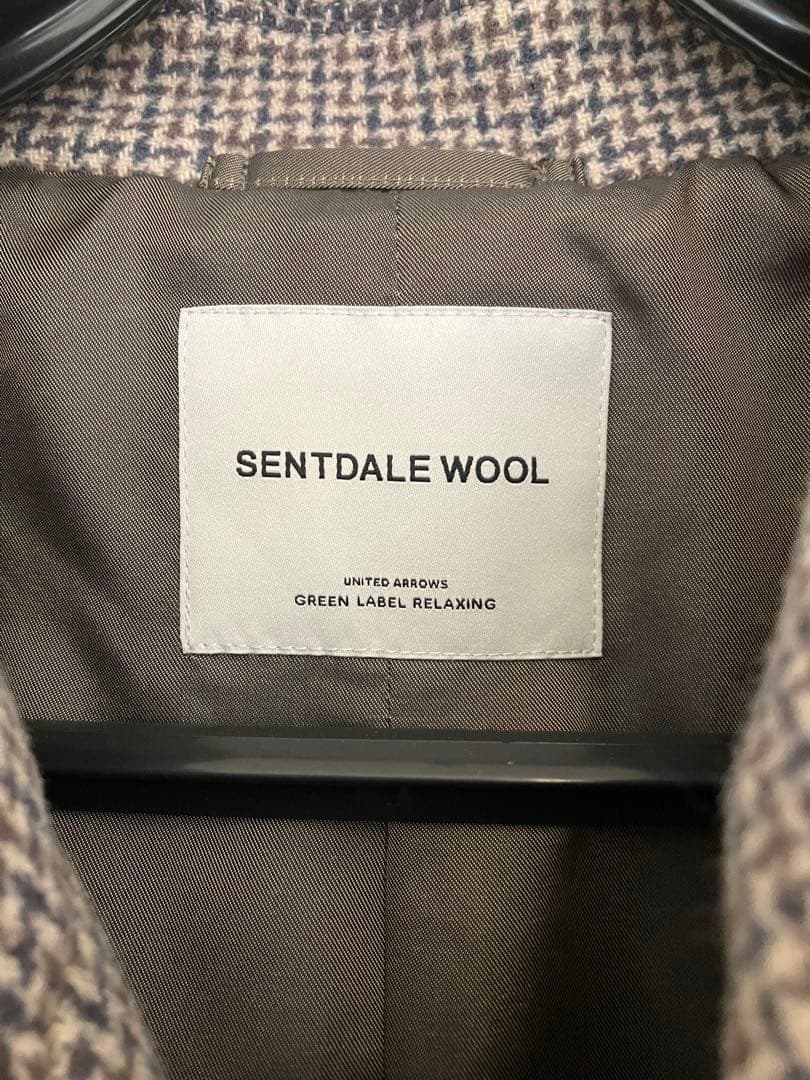 SENTDALE WOOL
UNITED ARROWS
GREEN LABEL RELAXING